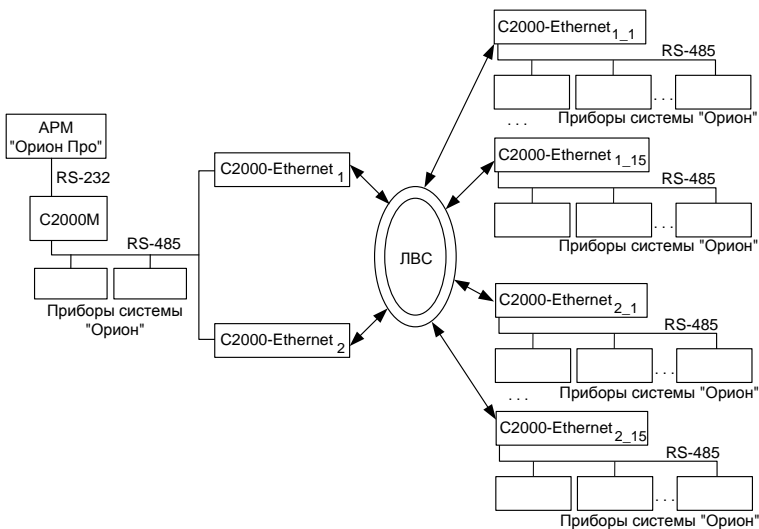 АРМ
"Орион Про"
RS-232
С2000М
RS-485
Приборы системы
"Орион"
С2000-Ethernet 1
С2000-Ethernet 2
ЛВС
С2000-Ethernet 1_1
RS-485
...
Приборы системы "Орион"
...
С2000-Ethernet 1_15
RS-485
...
Приборы системы "Орион"
С2000-Ethernet 2_1
RS-485
...
Приборы системы "Орион"
...
С2000-Ethernet 2_15
RS-485
...
Приборы системы "Орион"